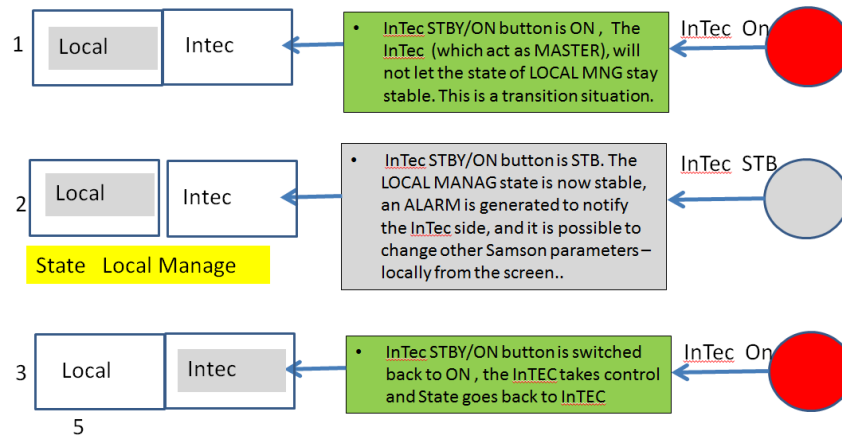 1
Local
Intec
• InTec STBY/ON button is ON , The
InTec (which act as MASTER), will
not let the state of LOCAL MNG stay
stable. This is a transition situation.
InTec On
2
Local
Intec
• InTec STBY/ON button is STB. The
LOCAL MANAG state is now stable,
an ALARM is generated to notify
the InTec side, and it is possible to
change other Samson parameters –
locally from the screen..
InTec STB
State Local Manage
3
Local
Intec
• InTec STBY/ON button is switched
back to ON , the InTEC takes control
and State goes back to InTEC
InTec On
5